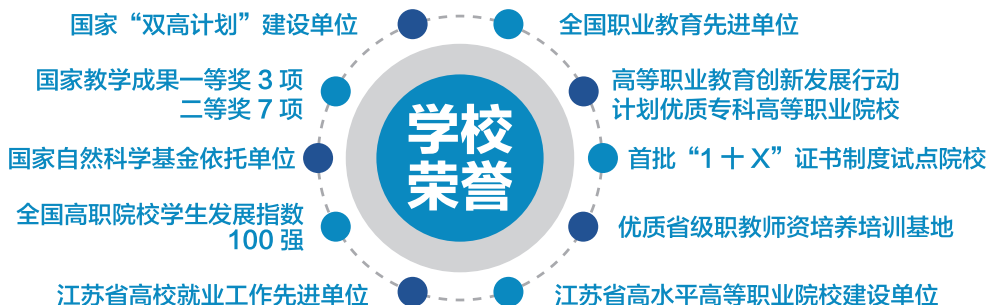 国家“双高计划”建设单位
全国职业教育先进单位
国家教学成果一等奖 3 项
二等奖 7 项
高等职业教育创新发展行动
计划优质专科高等职业院校
学校
荣誉
国家自然科学基金依托单位
首批“1 十 X”证书制度试点院校
全国高职院校学生发展指数
100 强
优质省级职教师资培养培训基地
江苏省高校就业工作先进单位
江苏省高水平高等职业院校建设单位